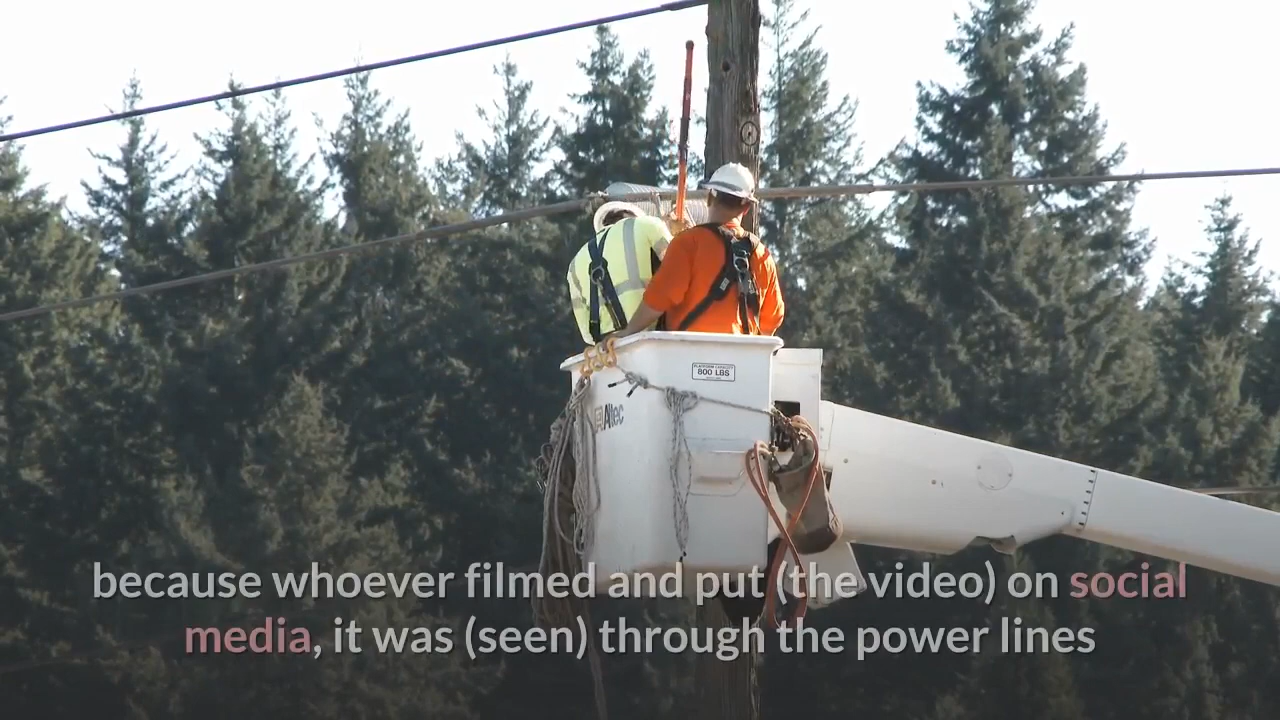 800 LBS
Altec
because whoever filmed and put (the video) on social
media, it was (seen) through the power lines